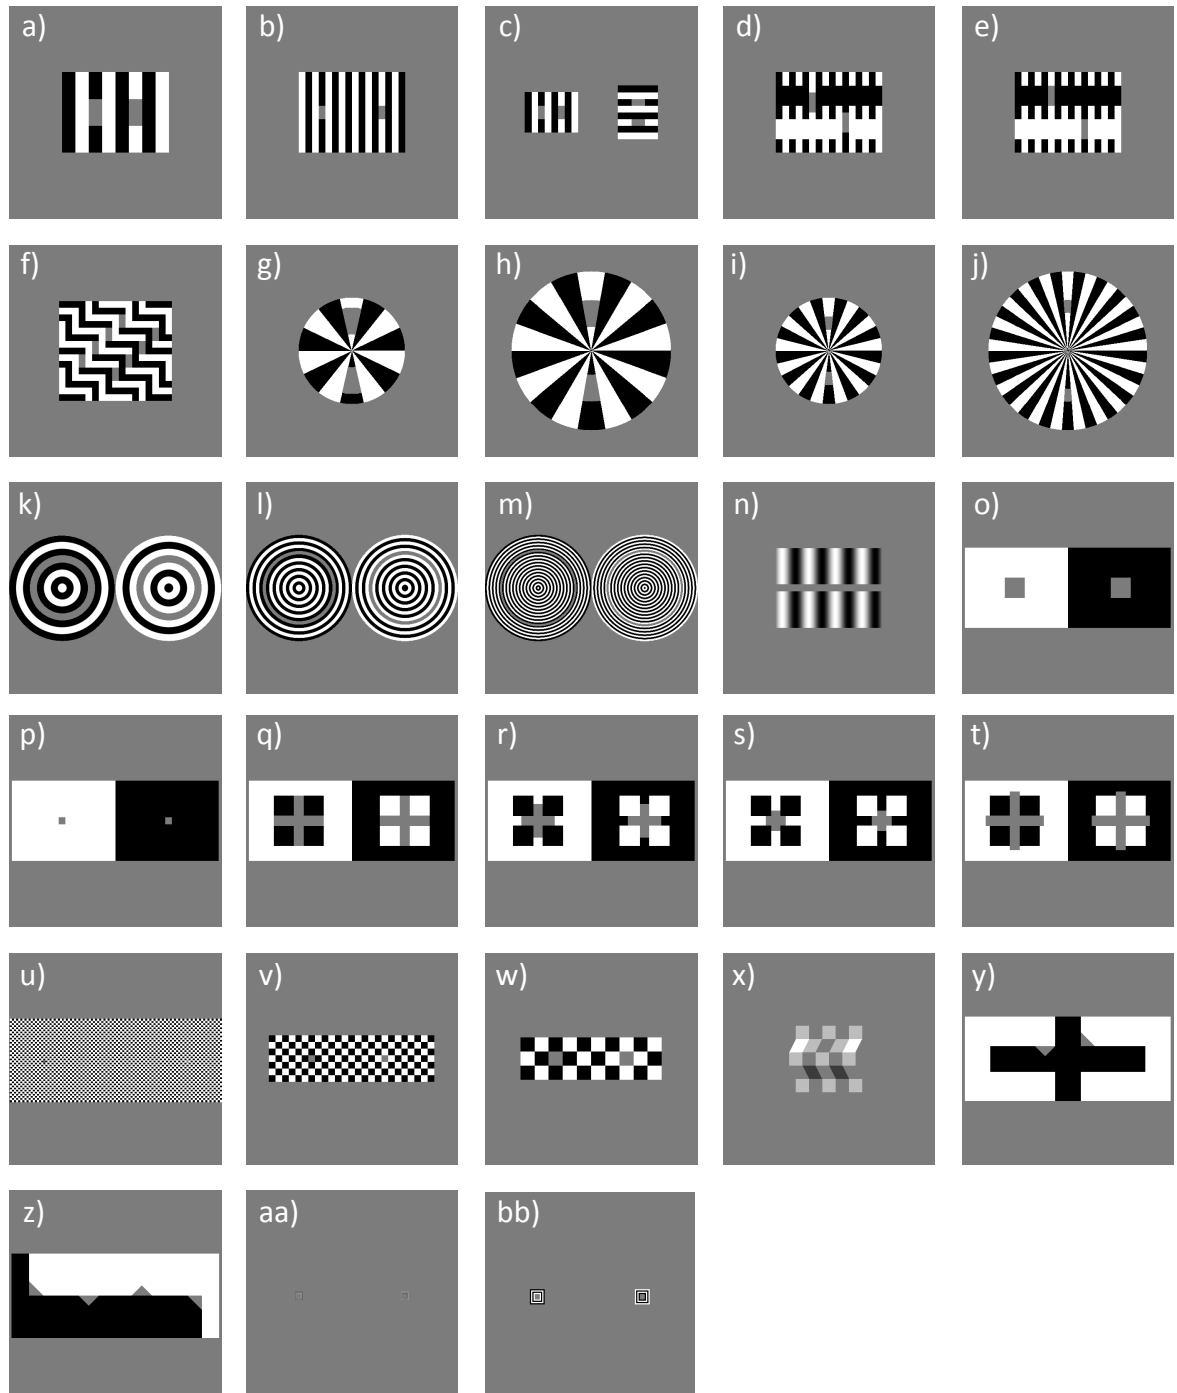 a) b) c) d) e)
f) g) h) i) j)
k) l) m) n) o)
p) q) r) s) t)
u) v) w) x) y)
z) aa) bb)